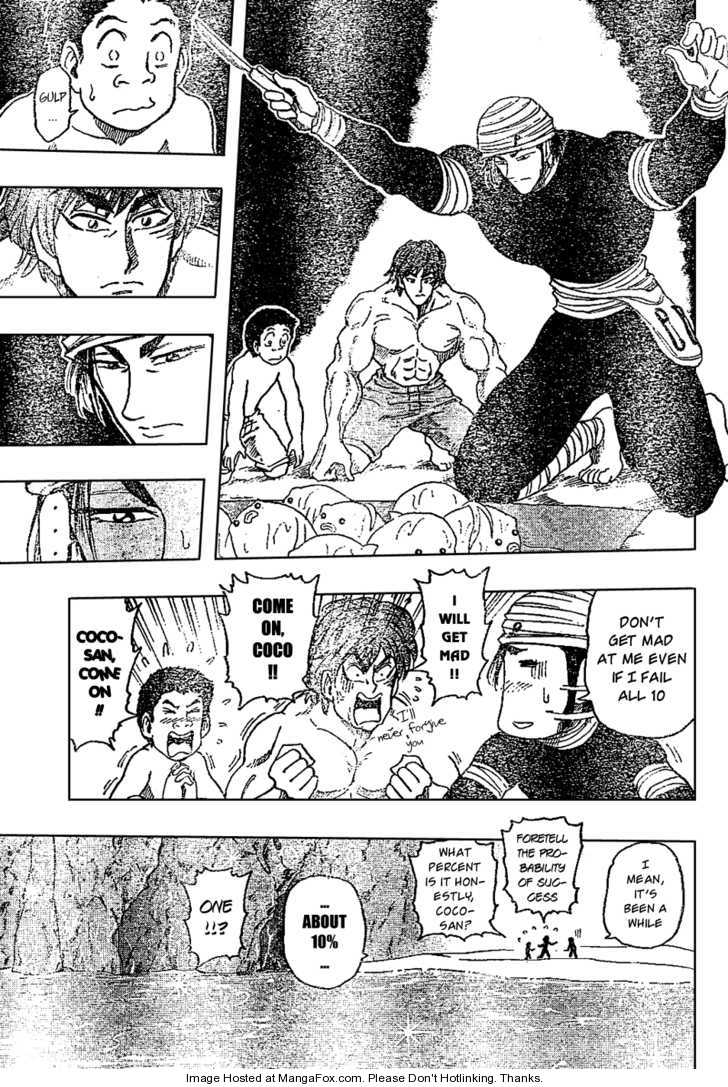 GULP
...
DON'T
GET MAD
AT ME EVEN
IF I FAIL
ALL 10
I
WILL
GET
MAD
!!
COME
ON,
COCO
!!
I'll
never forgive
you
COCO-
SAN,
COME
ON
!!
I
MEAN,
IT'S
BEEN A
WHILE
FORETELL
THE PRO-
BABILITY
OF SUC-
CESS
WHAT
PERCENT
IS IT HON-
ESTLY,
COCO-
SAN?
...
ABOUT
10%
...
ONE
!!?
Image Hosted at MangaFox.com. Please Don't Hotlinking. Thanks.